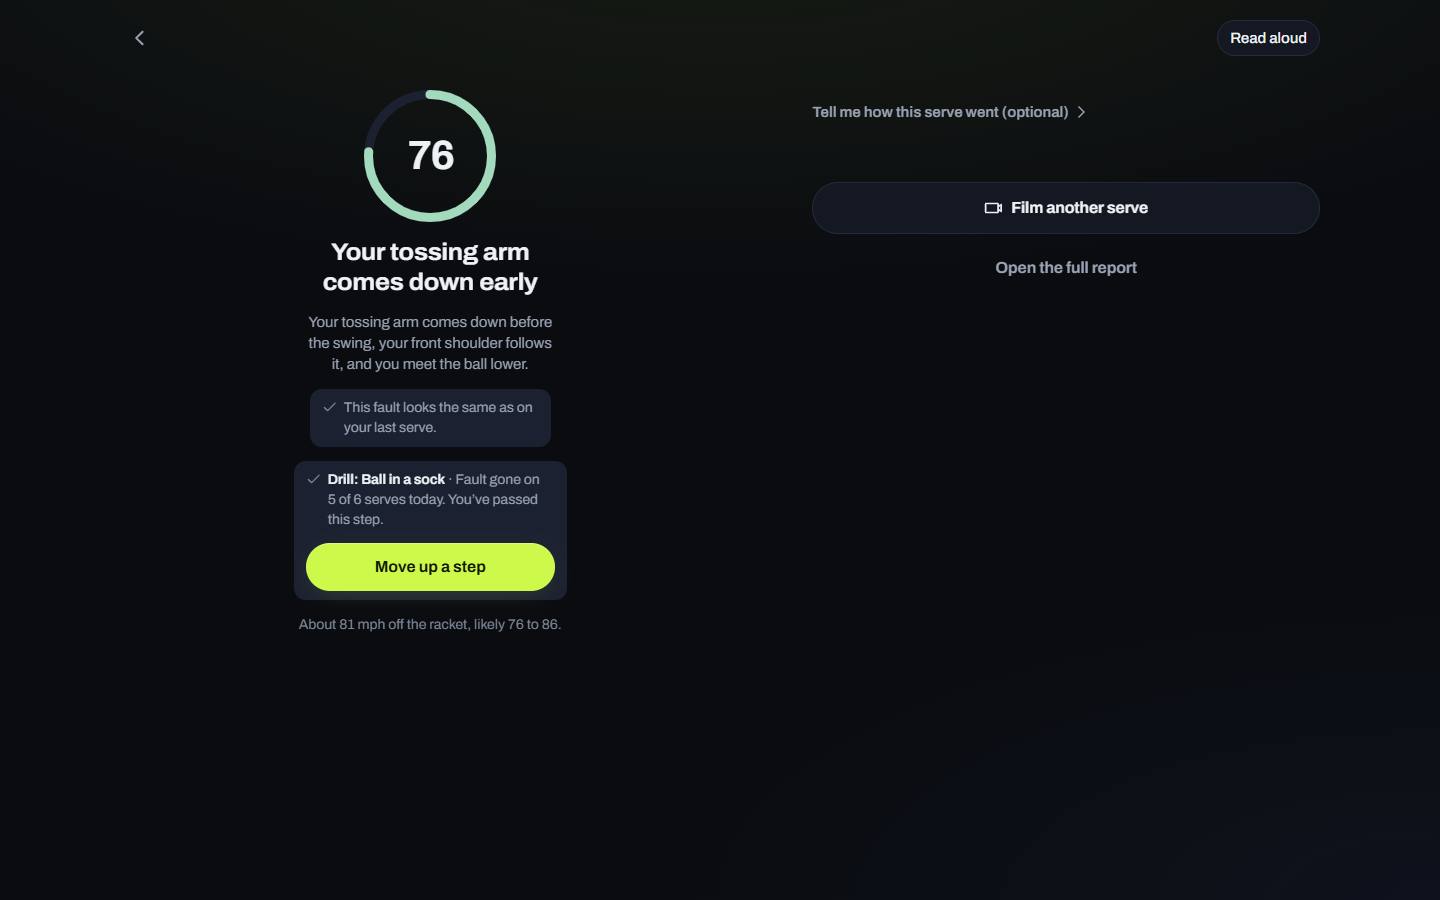 Read aloud
76
Your tossing arm
comes down early
Your tossing arm comes down before
the swing, your front shoulder follows
it, and you meet the ball lower.
This fault looks the same as on
your last serve.
Drill: Ball in a sock · Fault gone on
5 of 6 serves today. You’ve passed
this step.
Move up a step
About 81 mph off the racket, likely 76 to 86.
Tell me how this serve went (optional)
Film another serve
Open the full report